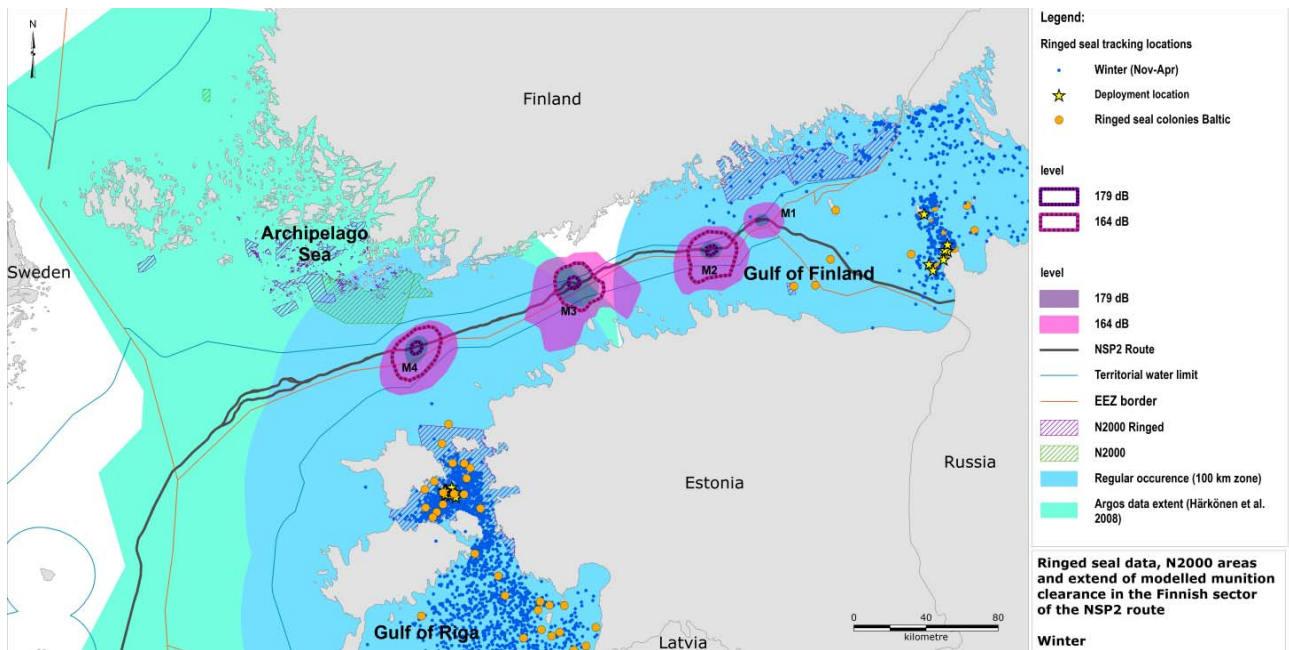 N
Finland
Archipelago
Sea
Sweden
M1
M2
Gulf of Finland
M3
M4
Russia
Estonia
Gulf of Riga
Latvia
0 40 80
kilometre
Legend:
Ringed seal tracking locations
Winter (Nov-Apr)
Deployment location
Ringed seal colonies Baltic
level
179 dB
164 dB
level
179 dB
164 dB
NSP2 Route
Territorial water limit
EEZ border
N2000 Ringed
N2000
Regular occurence (100 km zone)
Argos data extent (Härkönen et al.
2008)
Ringed seal data, N2000 areas
and extend of modelled munition
clearance in the Finnish sector
of the NSP2 route
Winter